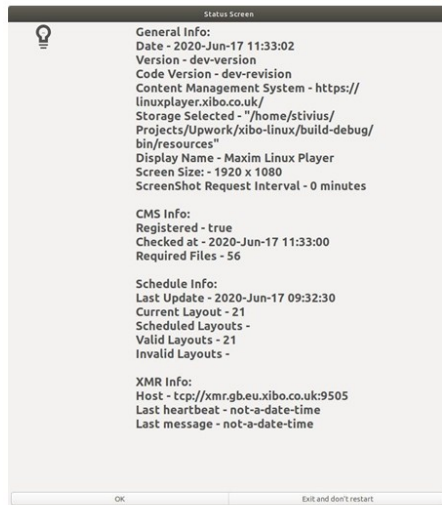 Status Screen
General Info:
Date - 2020-Jun-17 11:33:02
Version - dev-version
Code Version - dev-revision
Content Management System - https://
linuxplayer.xibo.co.uk/
Storage Selected - "/home/stivius/
Projects/Upwork/xibo-linux/build-debug/
bin/resources"
Display Name - Maxim Linux Player
Screen Size: - 1920 x 1080
ScreenShot Request Interval - 0 minutes
CMS Info:
Registered - true
Checked at - 2020-Jun-17 11:33:00
Required Files - 56
Schedule Info:
Last Update - 2020-Jun-17 09:32:30
Current Layout - 21
Scheduled Layouts -
Valid Layouts - 21
Invalid Layouts -
XMR Info:
Host - tcp://xmr.gb.eu.xibo.co.uk:9505
Last heartbeat - not-a-date-time
Last message - not-a-date-time
OK
Exit and don't restart